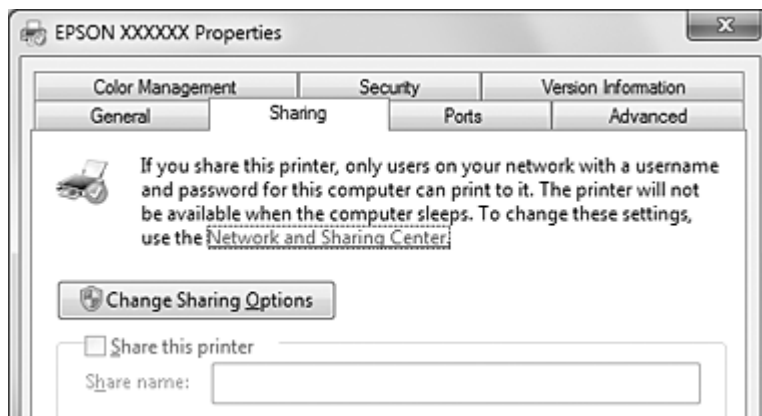 EPSON XXXXXX Properties
Color Management Security Version Information
General Sharing Ports Advanced
If you share this printer, only users on your network with a username
and password for this computer can print to it. The printer will not
be available when the computer sleeps. To change these settings,
use the Network and Sharing Center.
Change Sharing Options
Share this printer
Share name: